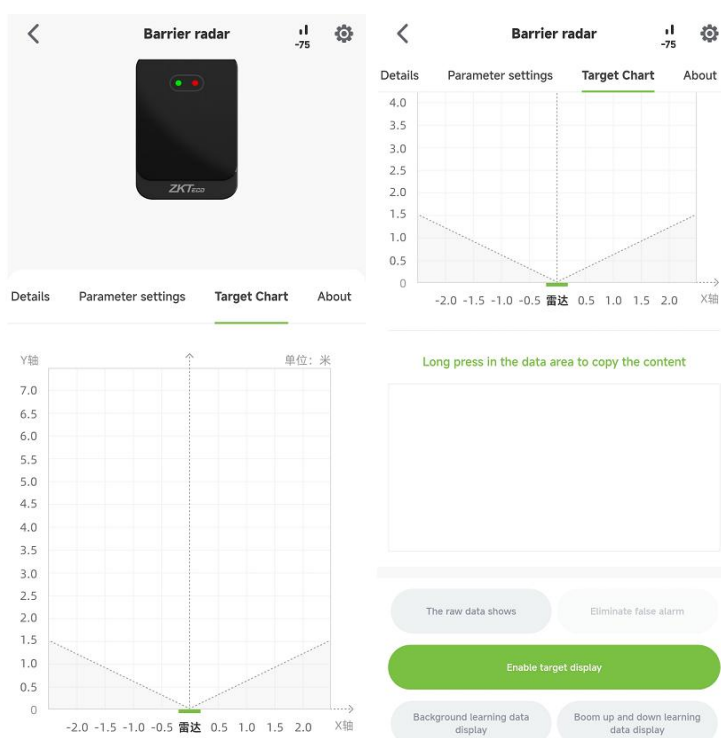 Barrier radar
-75
ZKTeco
Details Parameter settings Target Chart About
Y轴 单位：米
7.0
6.5
6.0
5.5
5.0
4.5
4.0
3.5
3.0
2.5
2.0
1.5
1.0
0.5
0
-2.0 -1.5 -1.0 -0.5 雷达 0.5 1.0 1.5 2.0 X轴
Barrier radar
-75
Details Parameter settings Target Chart About
4.0
3.5
3.0
2.5
2.0
1.5
1.0
0.5
0
-2.0 -1.5 -1.0 -0.5 雷达 0.5 1.0 1.5 2.0 X轴
Long press in the data area to copy the content
The raw data shows
Eliminate false alarm
Enable target display
Background learning data
display
Boom up and down learning
data display